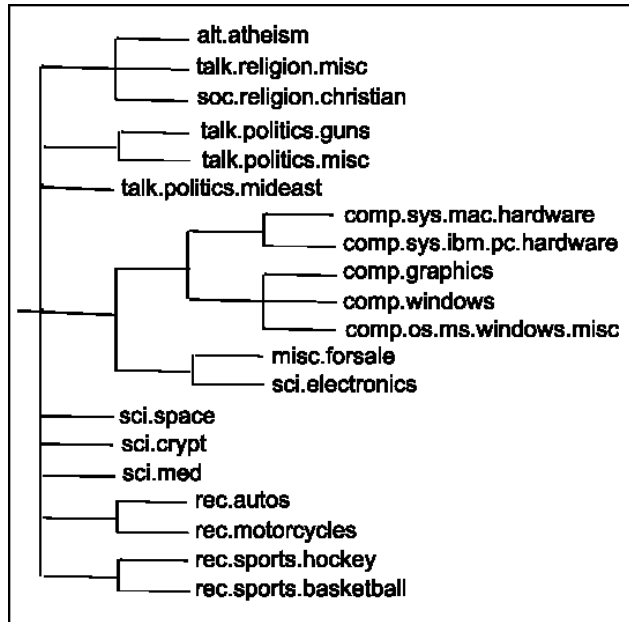 alt.atheism
talk.religion.misc
soc.religion.christian
talk.politics.guns
talk.politics.misc
talk.politics.mideast
comp.sys.mac.hardware
comp.sys.ibm.pc.hardware
comp.graphics
comp.windows
comp.os.ms.windows.misc
misc.forsale
sci.electronics
sci.space
sci.crypt
sci.med
rec.autos
rec.motorcycles
rec.sports.hockey
rec.sports.basketball